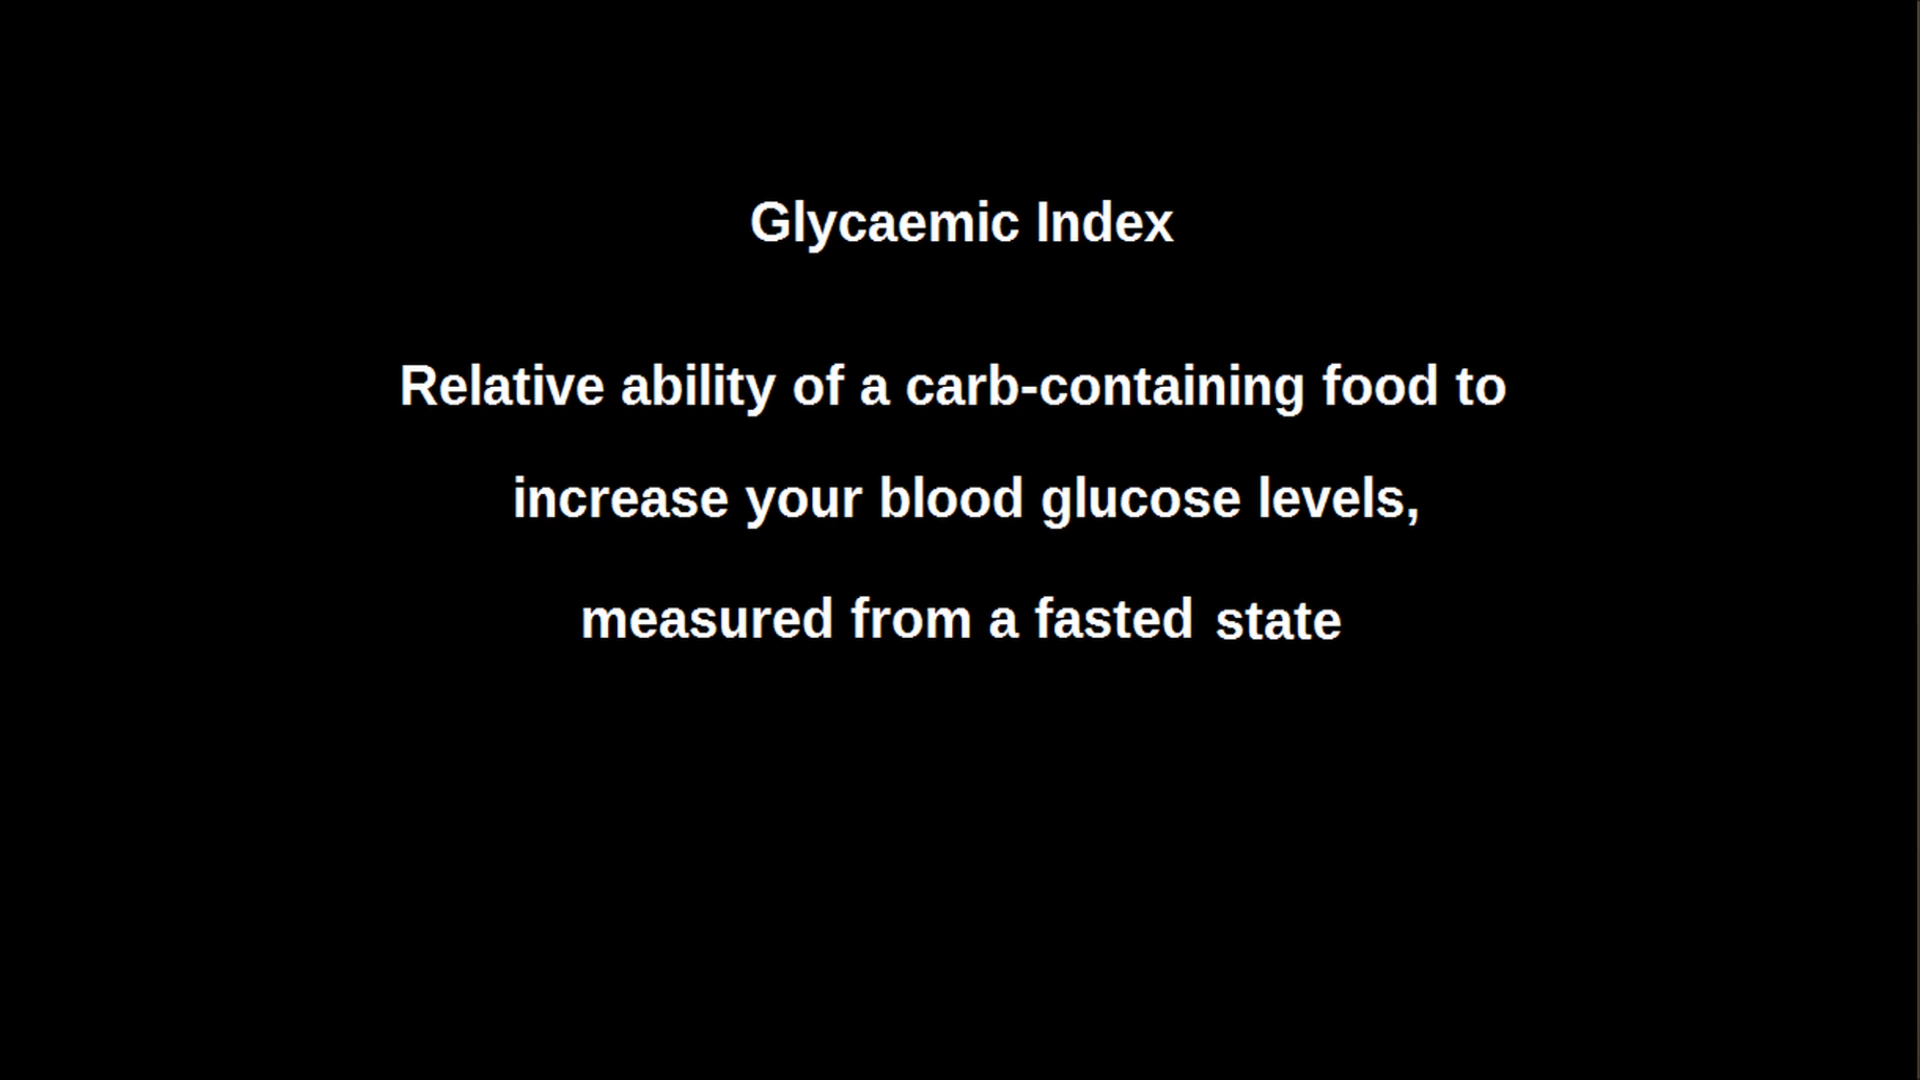 Glycaemic Index
Relative ability of a carb-containing food to
increase your blood glucose levels,
measured from a fasted state